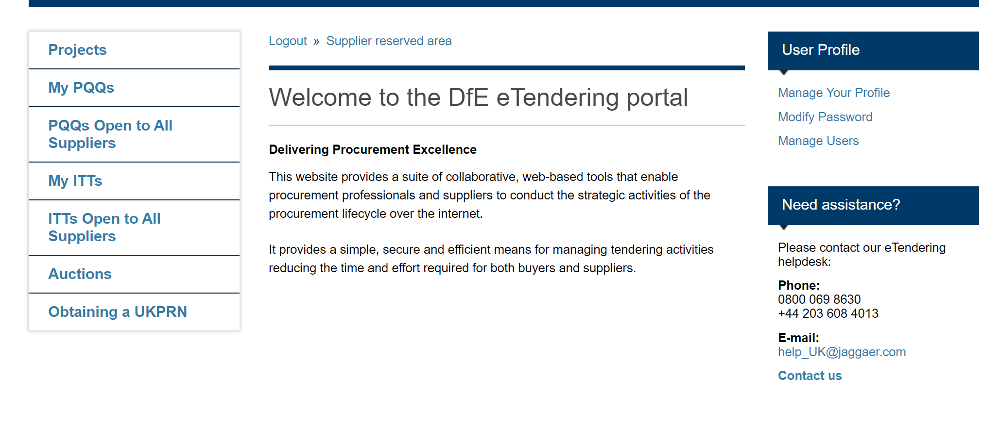 Projects
My PQQs
PQQs Open to All
Suppliers
My ITTs
ITTs Open to All
Suppliers
Auctions
Obtaining a UKPRN
Logout » Supplier reserved area
Welcome to the DfE eTendering portal
Delivering Procurement Excellence
This website provides a suite of collaborative, web-based tools that enable
procurement professionals and suppliers to conduct the strategic activities of the
procurement lifecycle over the internet.
It provides a simple, secure and efficient means for managing tendering activities
reducing the time and effort required for both buyers and suppliers.
User Profile
Manage Your Profile
Modify Password
Manage Users
Need assistance?
Please contact our eTendering
helpdesk:
Phone:
0800 069 8630
+44 203 608 4013
E-mail:
help_UK@jaggaer.com
Contact us